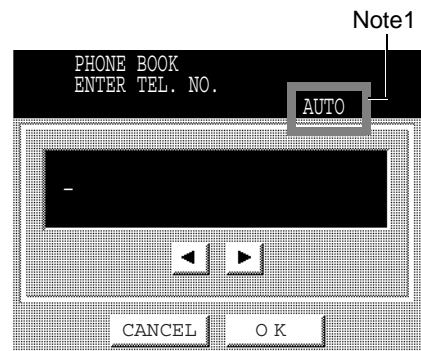 Note1
PHONE BOOK
ENTER TEL. NO.
AUTO
_
◄ ►
CANCEL OK